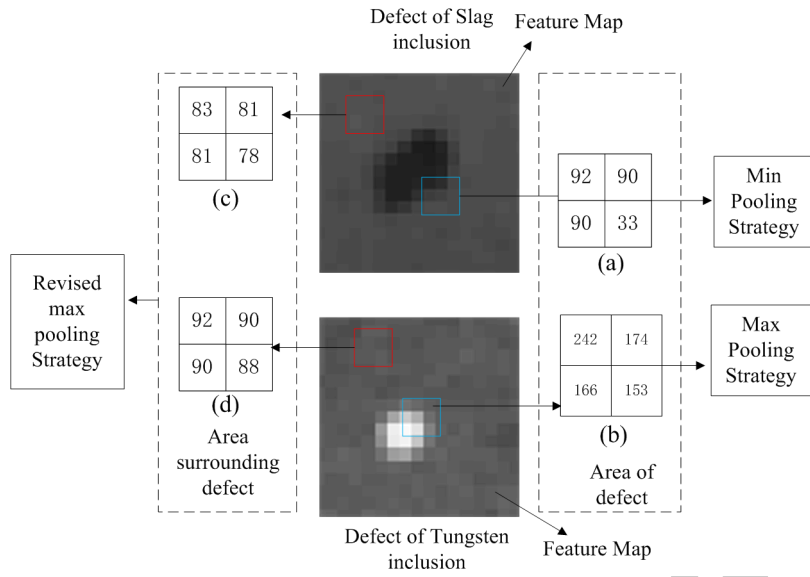 Defect of Slag
inclusion
Feature Map
83 81
81 78
(c)
92 90
90 33
(a)
Min
Pooling
Strategy
Revised
max
pooling
Strategy
92 90
90 88
(d)
Area
surrounding
defect
242 174
166 153
(b)
Max
Pooling
Strategy
Area of
defect
Defect of Tungsten
inclusion
Feature Map